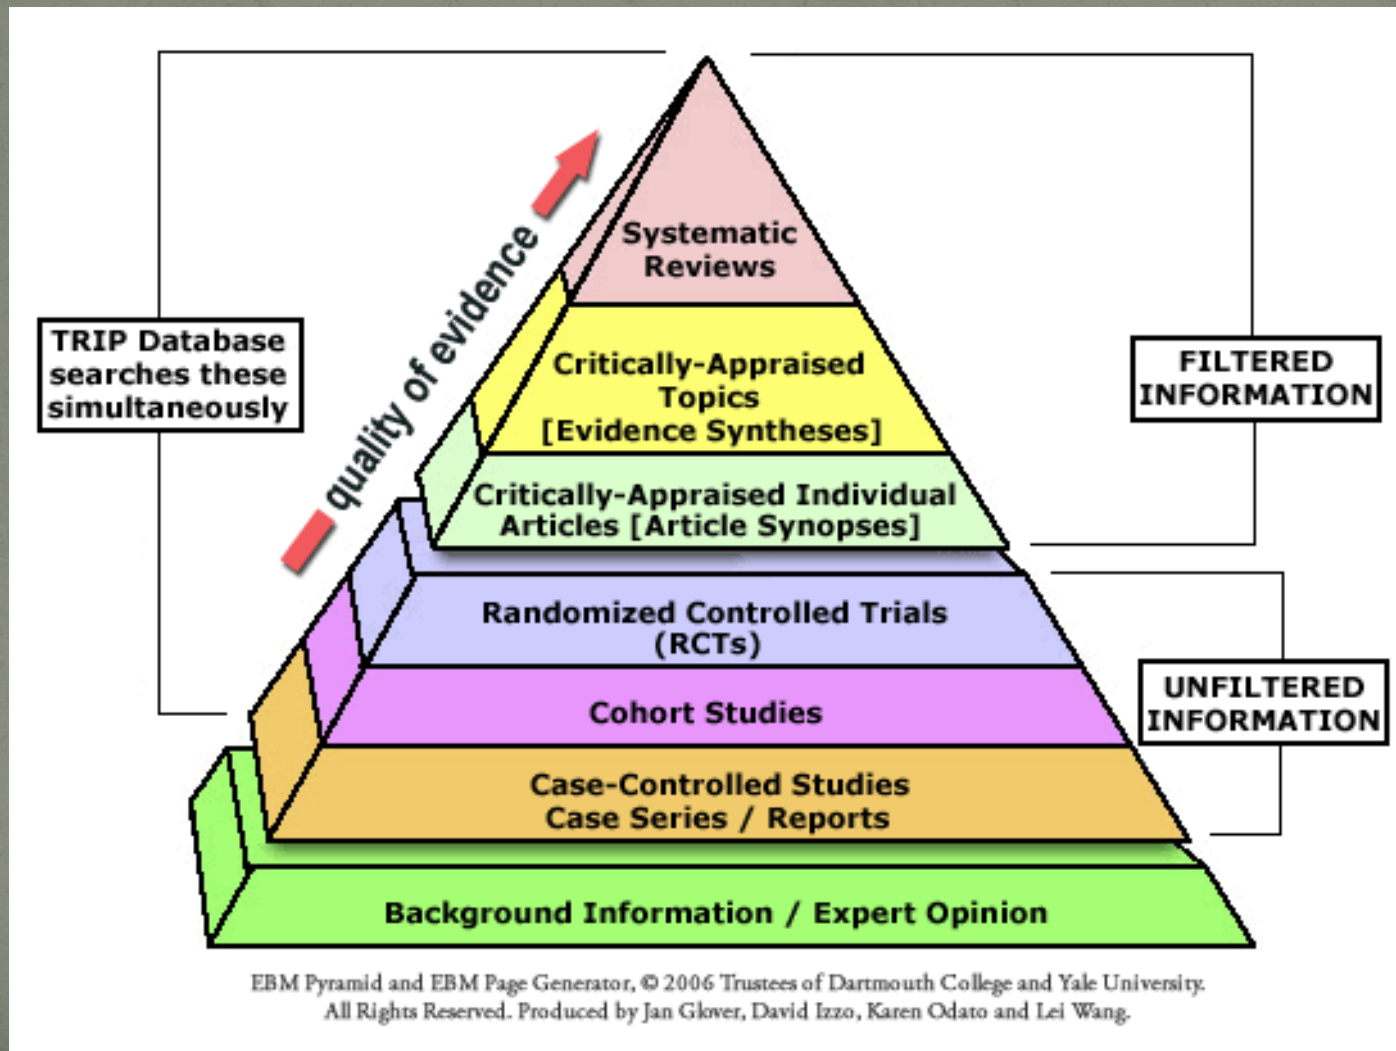 Systematic
Reviews
quality of evidence
TRIP Database
searches these
simultaneously
FILTERED
INFORMATION
Critically-Appraised
Topics
[Evidence Syntheses]
Critically-Appraised Individual
Articles [Article Synopses]
Randomized Controlled Trials
(RCTs)
UNFILTERED
INFORMATION
Cohort Studies
Case-Controlled Studies
Case Series / Reports
Background Information / Expert Opinion
EBM Pyramid and EBM Page Generator, © 2006 Trustees of Dartmouth College and Yale University.
All Rights Reserved. Produced by Jan Glover, David Izzo, Karen Odato and Lei Wang.